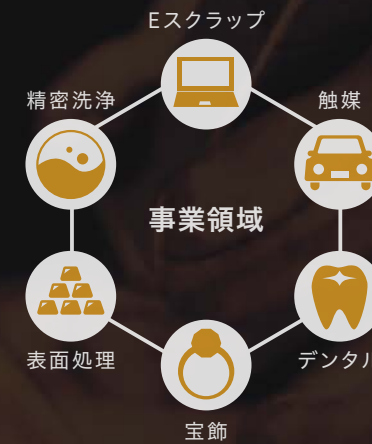 Eスクラップ
精密洗浄
触媒
事業領域
表面処理
デンタル
宝飾